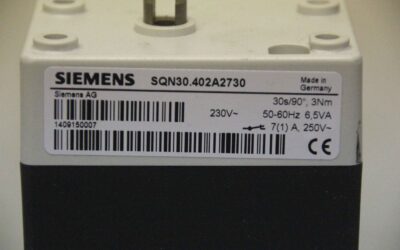 SIEMENS SQN30.402A2730 Made in
Germany
Siemens AG
30s/90°, 3Nm
230V~ 50-60Hz 6,5VA
7(1) A, 250V~
1409150007 CE